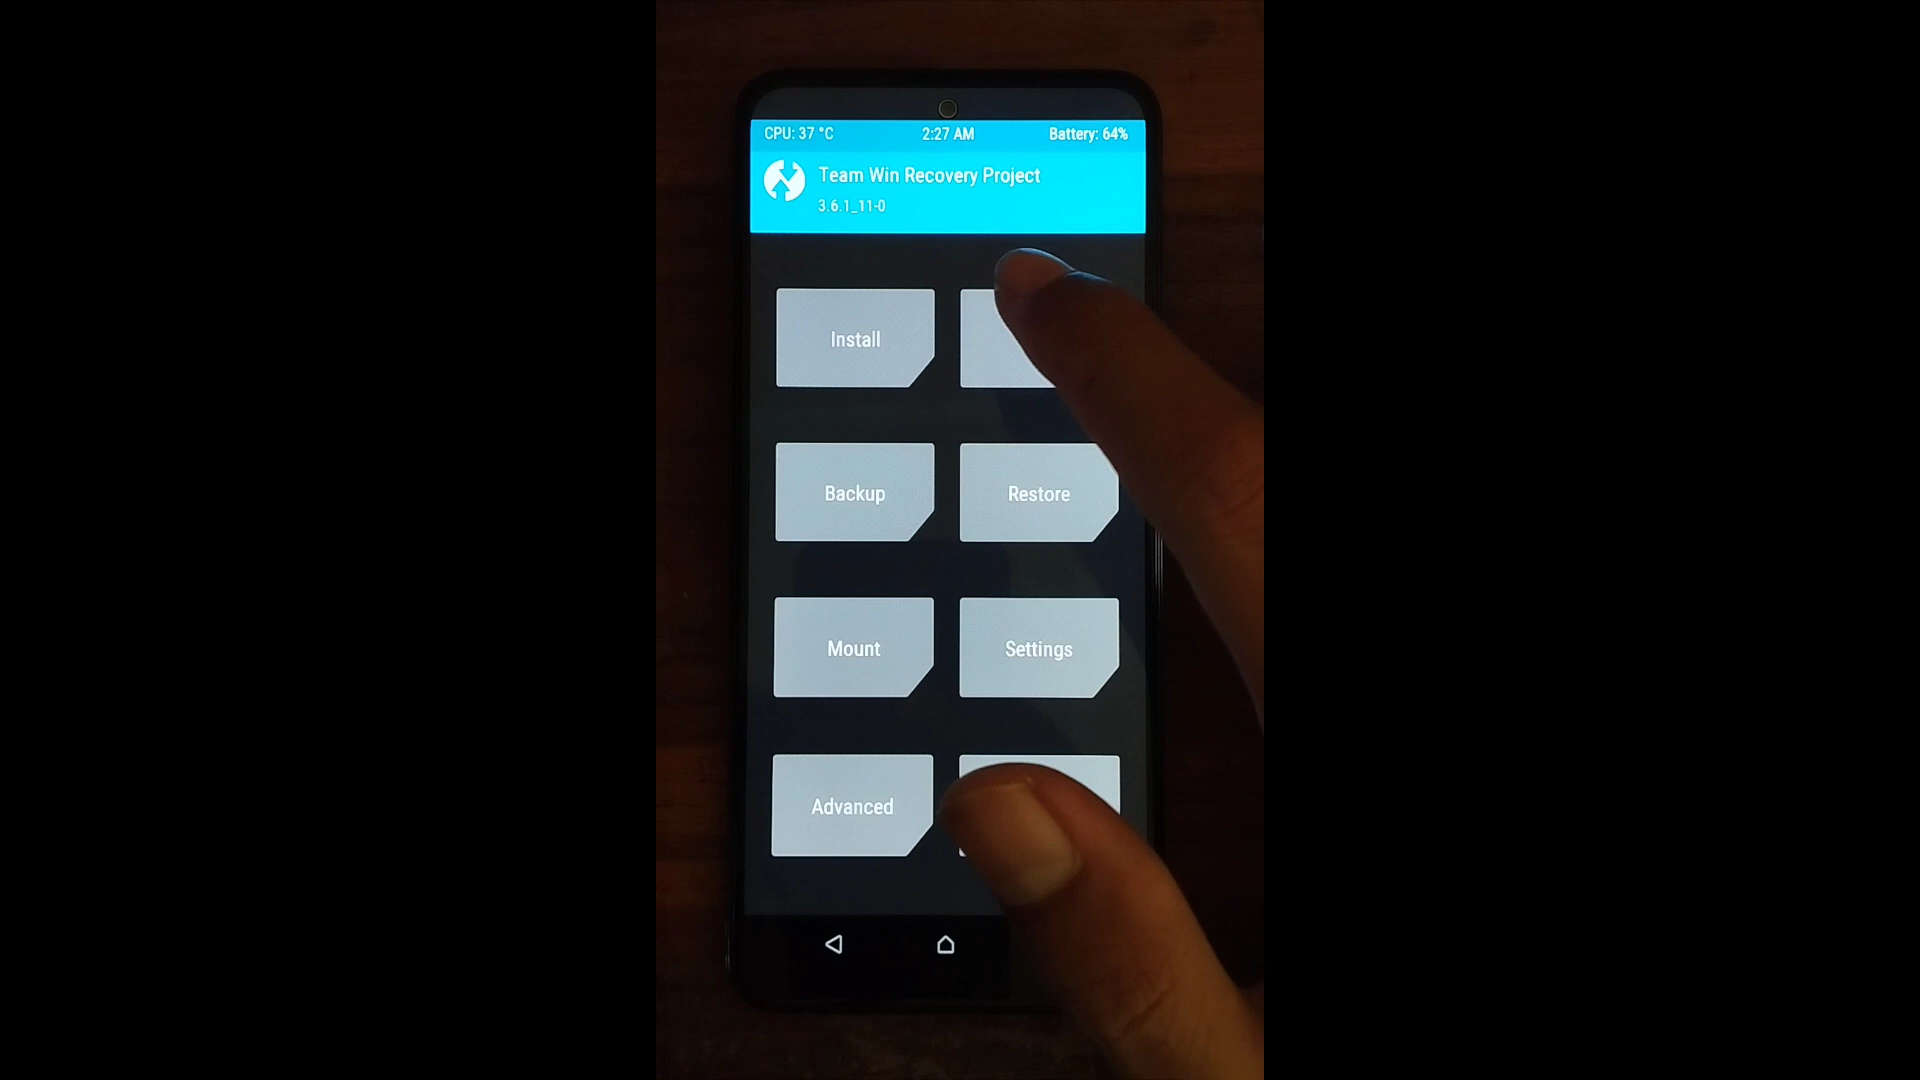 CPU: 37 °C 2:27 AM Battery: 64%
Team Win Recovery Project
3.6.1_11-0
Install
Backup Restore
Mount Settings
Advanced